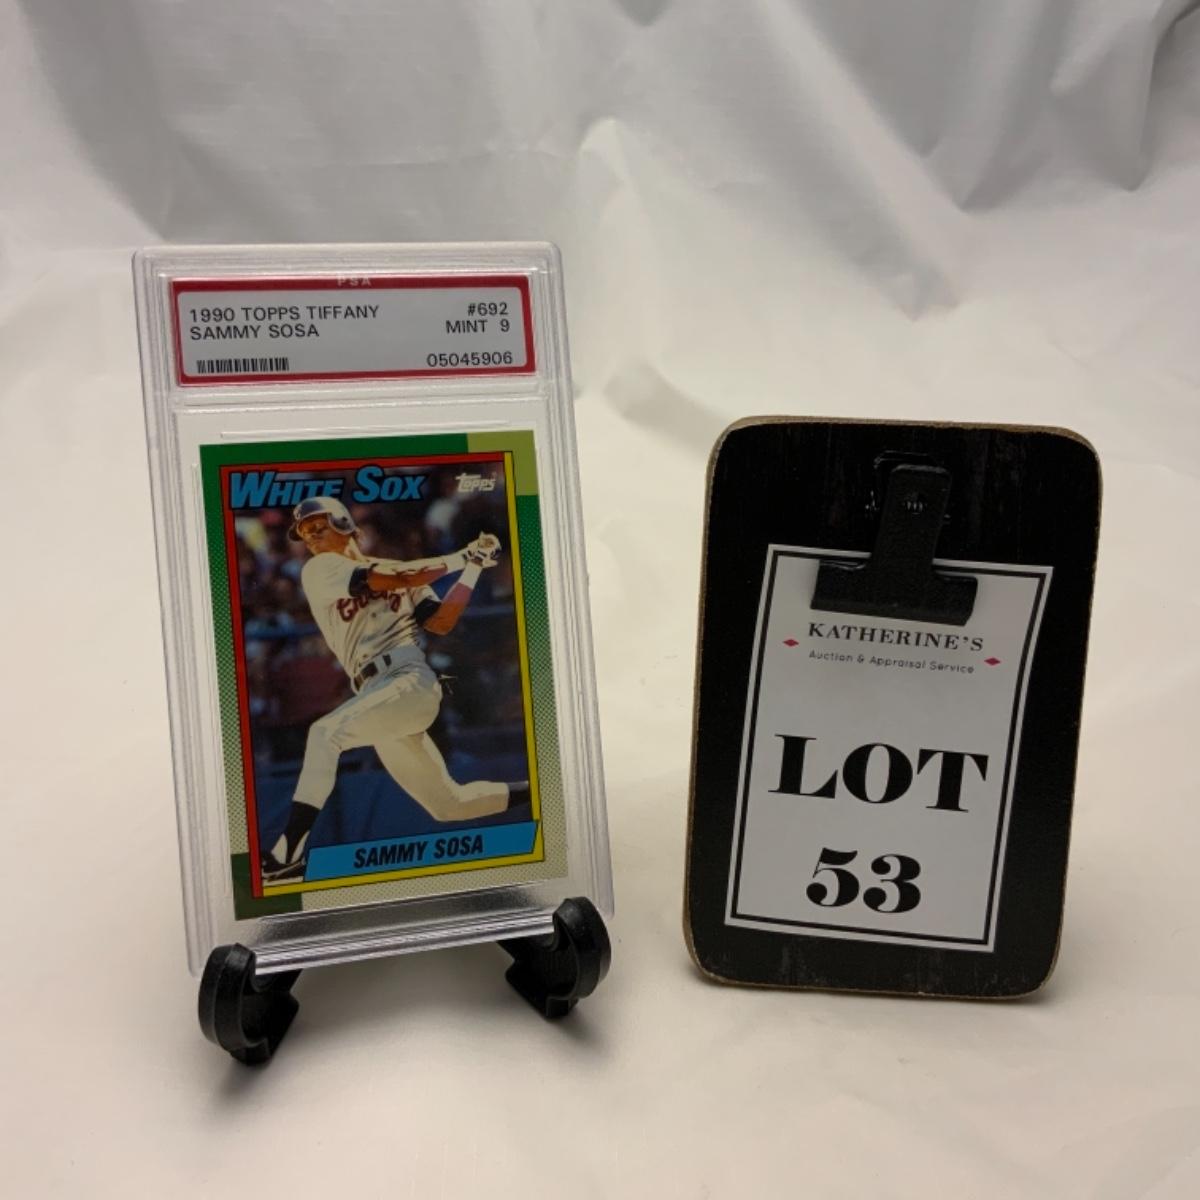 PSA
1990 TOPPS TIFFANY #692
SAMMY SOSA MINT 9
05045906
WHITE SOX
topps
SAMMY SOSA
KATHERINE'S
Auction & Appraisal Service
LOT
53